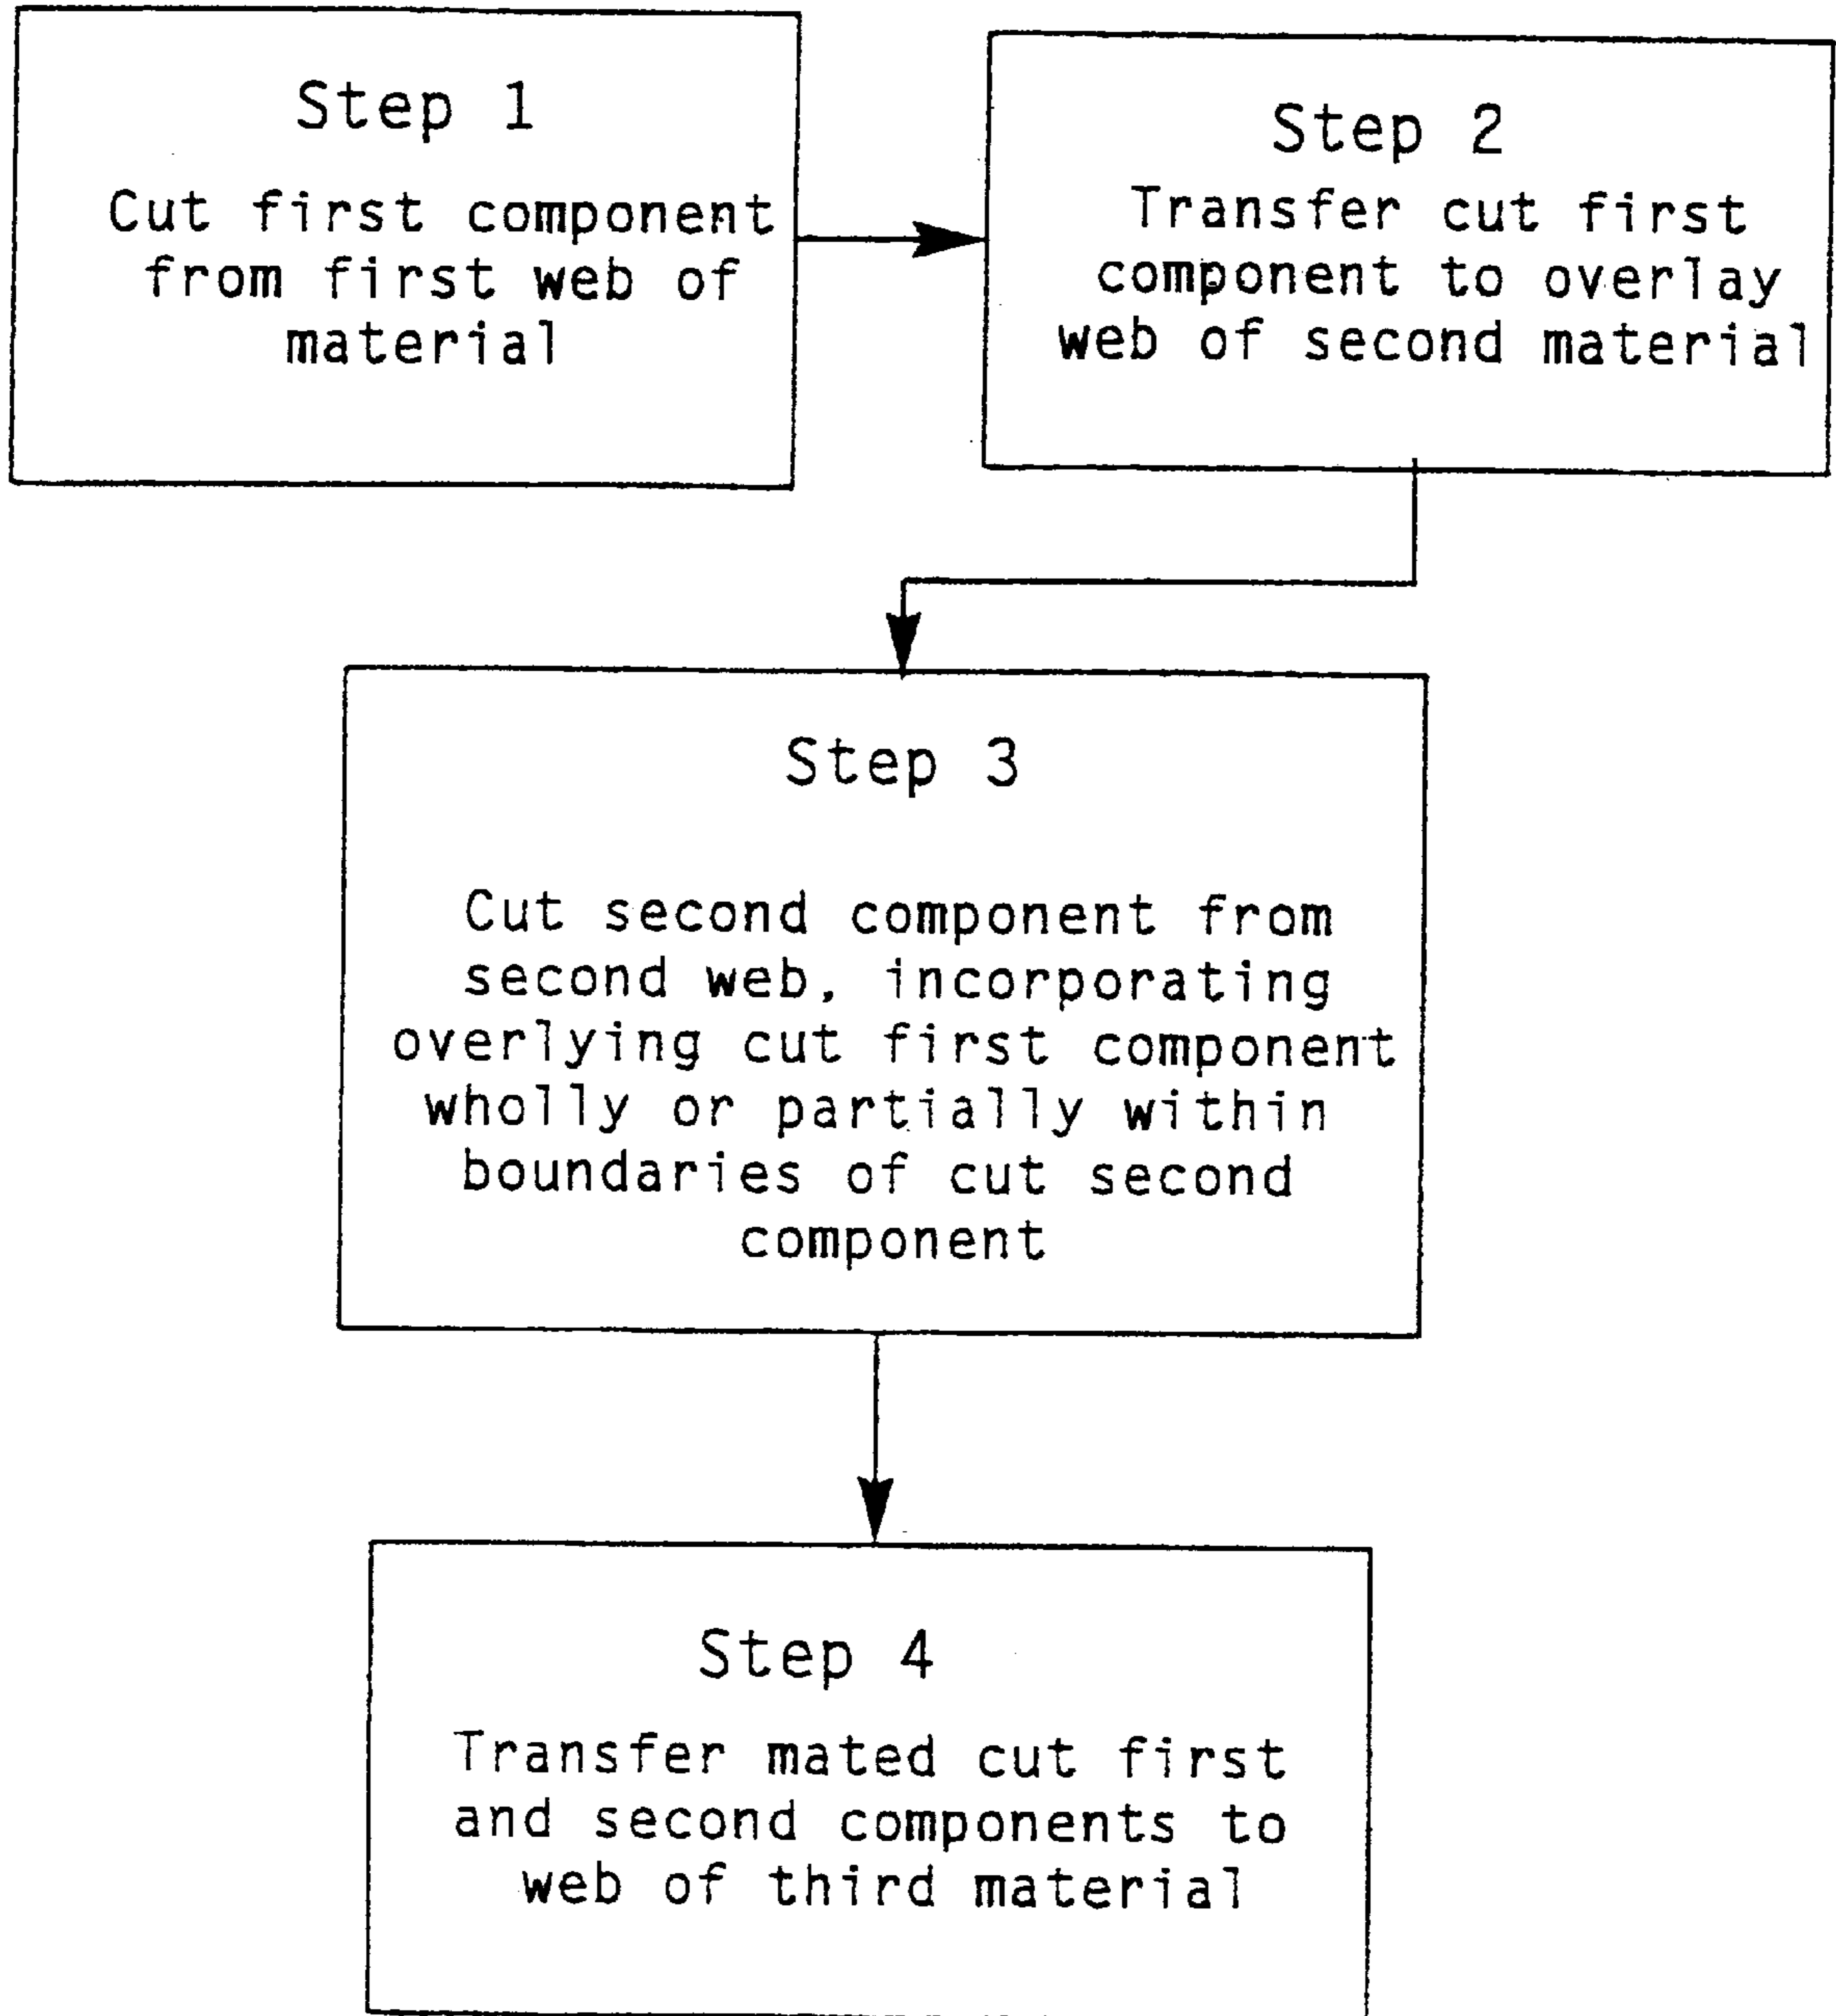 Step 1
Cut first component
from first web of
material
Step 2
Transfer cut first
component to overlay
web of second material
Step 3
Cut second component from
second web, incorporating
overlying cut first component
wholly or partially within
boundaries of cut second
component
Step 4
Transfer mated cut first
and second components to
web of third material